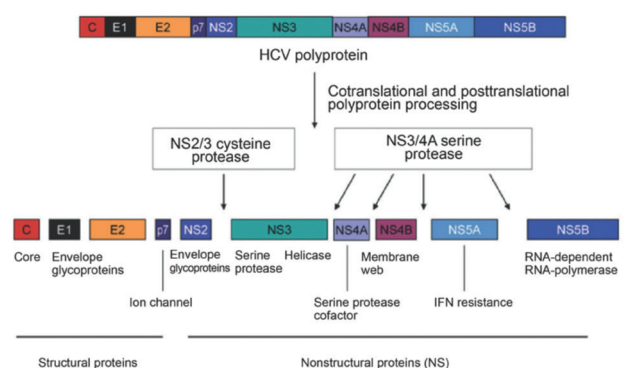 C E1 E2 p7 NS2 NS3 NS4A NS4B NS5A NS5B
HCV polyprotein
Cotranslational and posttranslational
polyprotein processing
NS2/3 cysteine
protease
NS3/4A serine
protease
C E1 E2 p7 NS2 NS3 NS4A NS4B NS5A NS5B
Core
Envelope
glycoproteins
Ion channel
Envelope
glycoproteins
Serine
protease
Helicase
Serine protease
cofactor
Membrane
web
IFN resistance
RNA-dependent
RNA-polymerase
Structural proteins
Nonstructural proteins (NS)